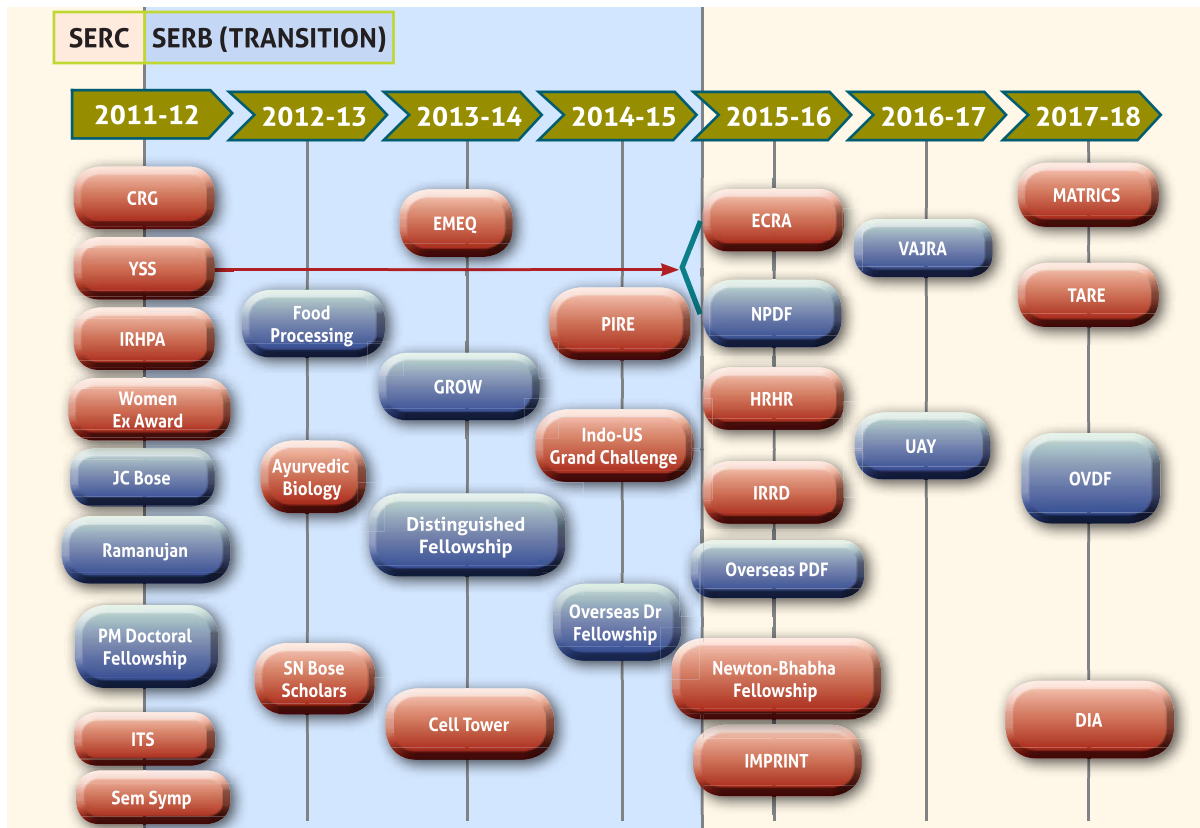 SERC
SERB (TRANSITION)
2011-12
2012-13
2013-14
2014-15
2015-16
2016-17
2017-18
CRG
YSS
IRHPA
Women
Ex Award
JC Bose
Ramanujan
PM Doctoral
Fellowship
ITS
Sem Symp
Food
Processing
Ayurvedic
Biology
SN Bose
Scholars
EMEQ
GROW
Distinguished
Fellowship
Cell Tower
PIRE
Indo-US
Grand Challenge
Overseas Dr
Fellowship
ECRA
NPDF
HRHR
IRRD
Overseas PDF
Newton-Bhabha
Fellowship
IMPRINT
VAJRA
UAY
MATRICS
TARE
OVDF
DIA